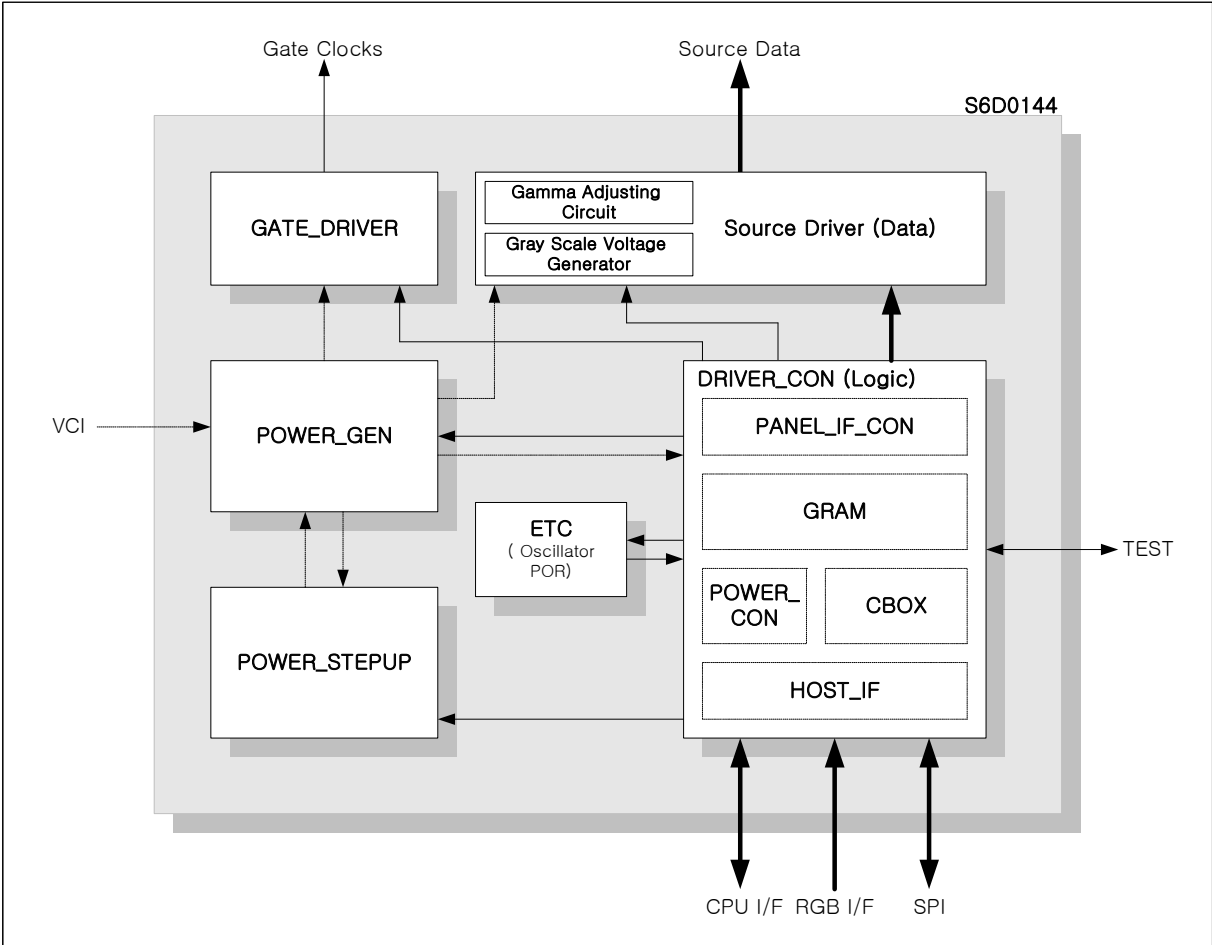 Gate Clocks
Source Data
S6D0144
GATE_DRIVER
Gamma Adjusting
Circuit
Gray Scale Voltage
Generator
Source Driver (Data)
VCI
POWER_GEN
DRIVER_CON (Logic)
PANEL_IF_CON
GRAM
ETC
( Oscillator
POR)
TEST
POWER_
CON
CBOX
POWER_STEPUP
HOST_IF
CPU I/F
RGB I/F
SPI